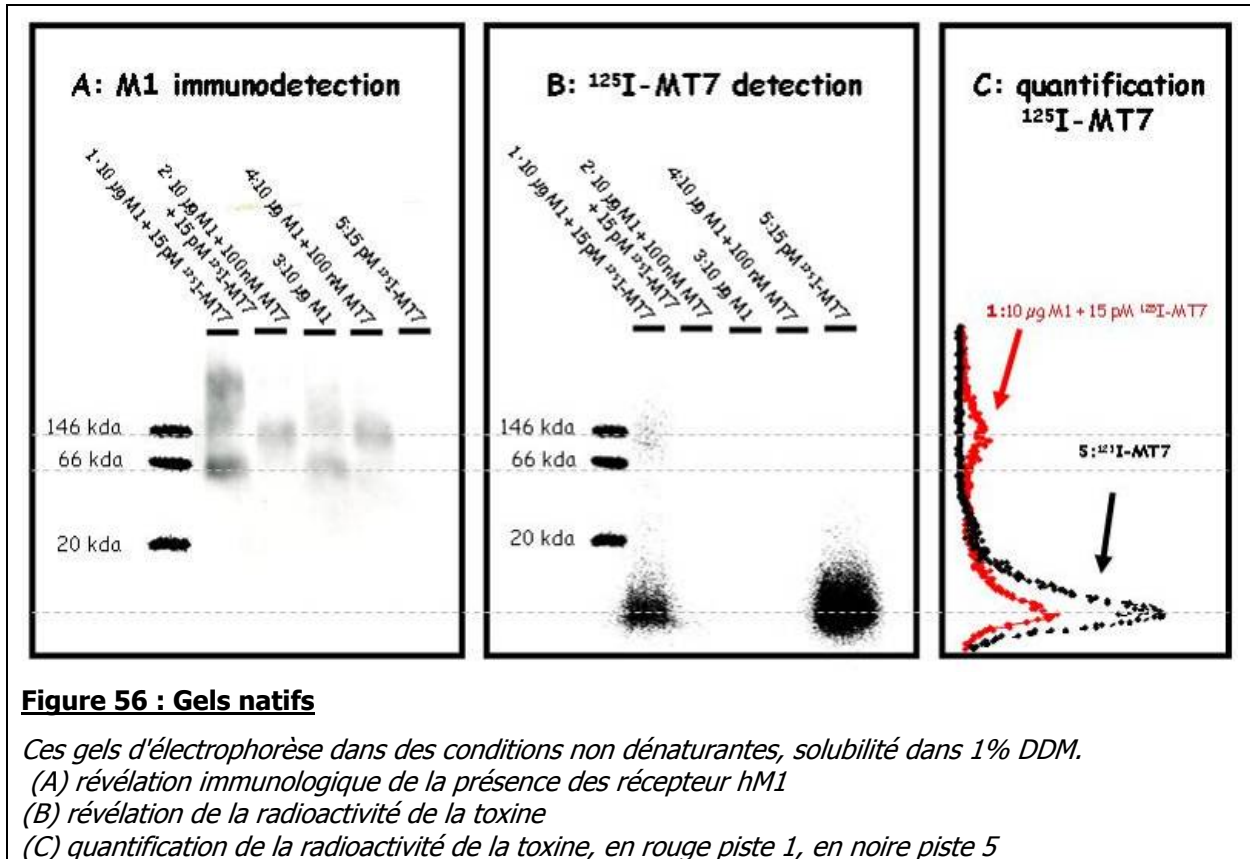 A: M1 immunodetection
1:10 µg M1 + 15 pM ¹²⁵I-MT7
2: 10 µg M1 + 100 nM MT7
+ 15 pM ¹²⁵I-MT7
3:10 µg M1
4:10 µg M1 + 100 nM MT7
5:15 pM ¹²⁵I-MT7
146 kda
66 kda
20 kda
B: ¹²⁵I-MT7 detection
1:10 µg M1 + 15 pM ¹²⁵I-MT7
2: 10 µg M1 + 100 nM MT7
+ 15 pM ¹²⁵I-MT7
3:10 µg M1
4:10 µg M1 + 100 nM MT7
5:15 pM ¹²⁵I-MT7
146 kda
66 kda
20 kda
C: quantification
¹²⁵I-MT7
1:10 µg M1 + 15 pM ¹²⁵I-MT7
5:¹²⁵I-MT7
Figure 56 : Gels natifs
Ces gels d'électrophorèse dans des conditions non dénaturantes, solubilité dans 1% DDM.
(A) révélation immunologique de la présence des récepteur hM1
(B) révélation de la radioactivité de la toxine
(C) quantification de la radioactivité de la toxine, en rouge piste 1, en noire piste 5